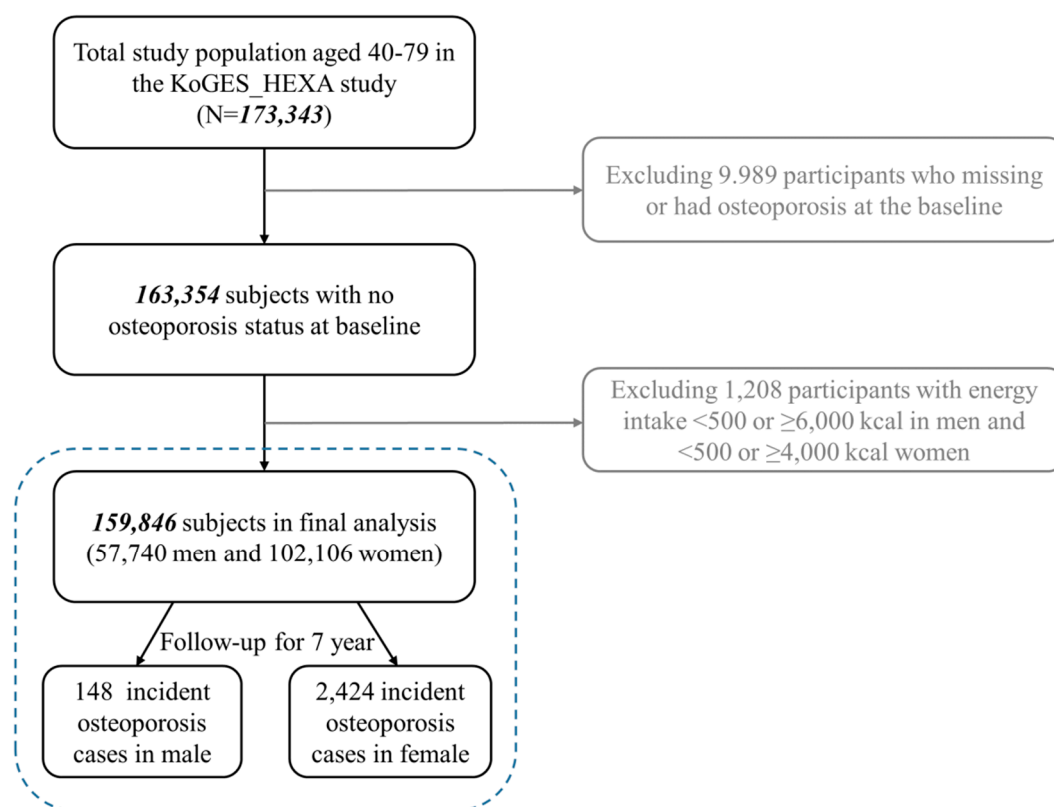 Total study population aged 40-79 in
the KoGES_HEXA study
(N=173,343)
Excluding 9.989 participants who missing
or had osteoporosis at the baseline
163,354 subjects with no
osteoporosis status at baseline
Excluding 1,208 participants with energy
intake <500 or ≥6,000 kcal in men and
<500 or ≥4,000 kcal women
159,846 subjects in final analysis
(57,740 men and 102,106 women)
Follow-up for 7 year
148 incident
osteoporosis
cases in male
2,424 incident
osteoporosis
cases in female